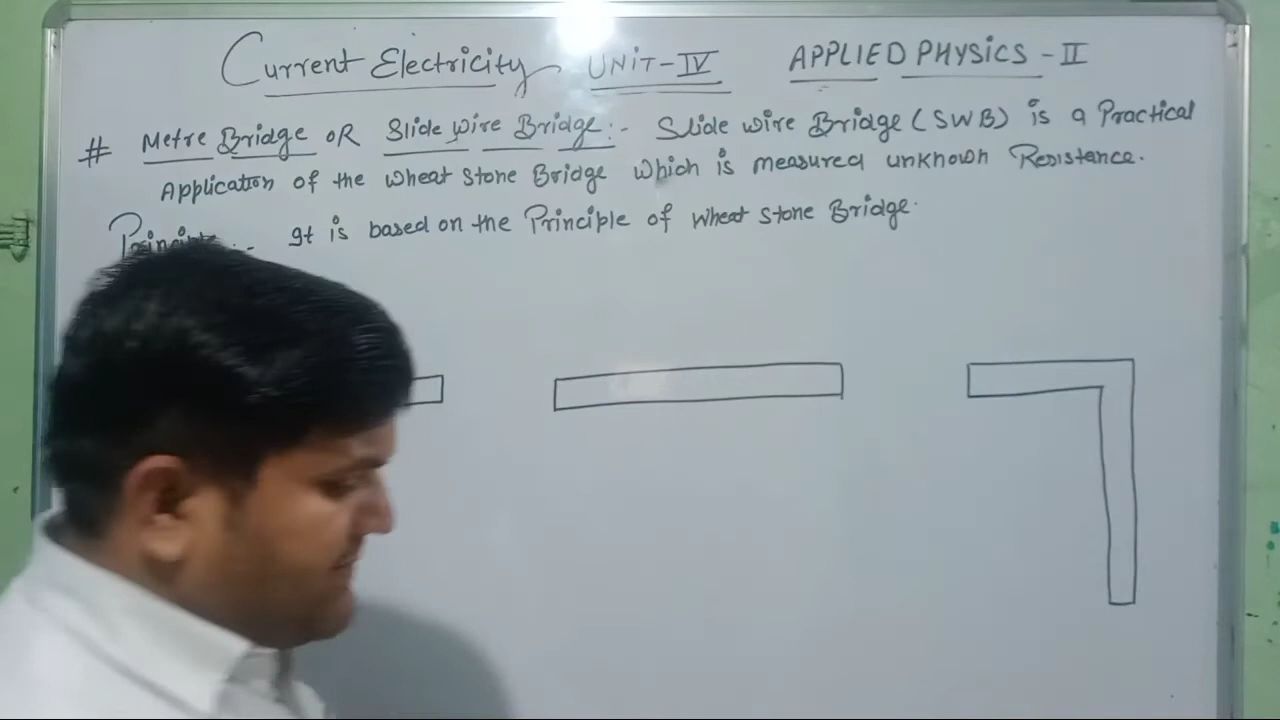 Current Electricity UNIT-IV APPLIED PHYSICS-II
# Metre Bridge OR Slide Wire Bridge:- Slide wire Bridge (SWB) is a Practical
Application of the wheat stone Bridge which is measured unknown Resistance.
Principle:- It is based on the Principle of wheat stone Bridge.